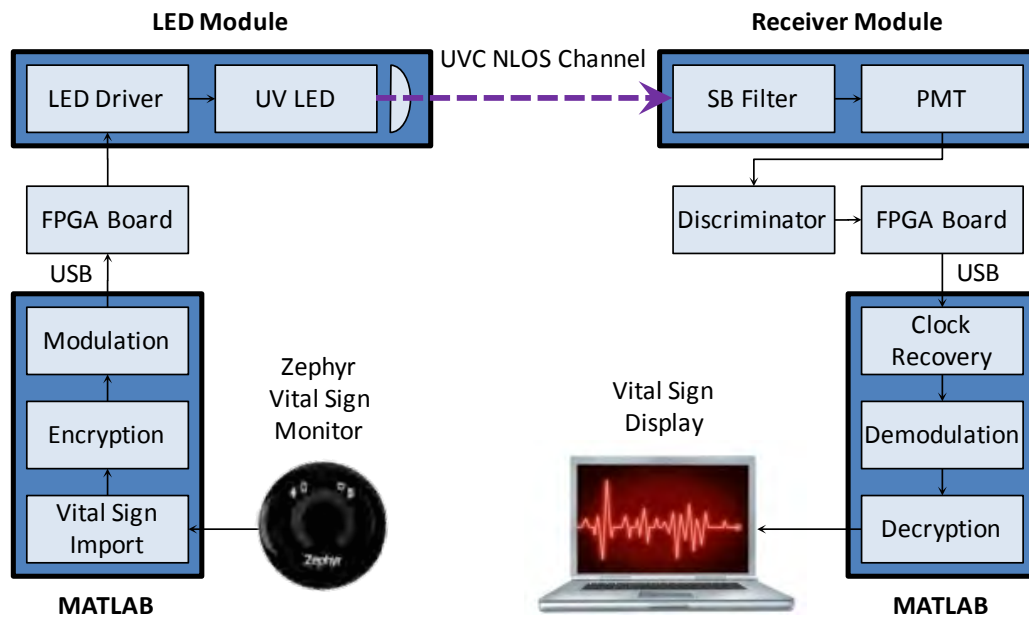 LED Module
Receiver Module
UVC NLOS Channel
LED Driver
UV LED
SB Filter
PMT
FPGA Board
Discriminator
FPGA Board
USB
USB
Modulation
Encryption
Vital Sign
Import
MATLAB
Zephyr
Vital Sign
Monitor
Zephyr
Vital Sign
Display
Clock
Recovery
Demodulation
Decryption
MATLAB